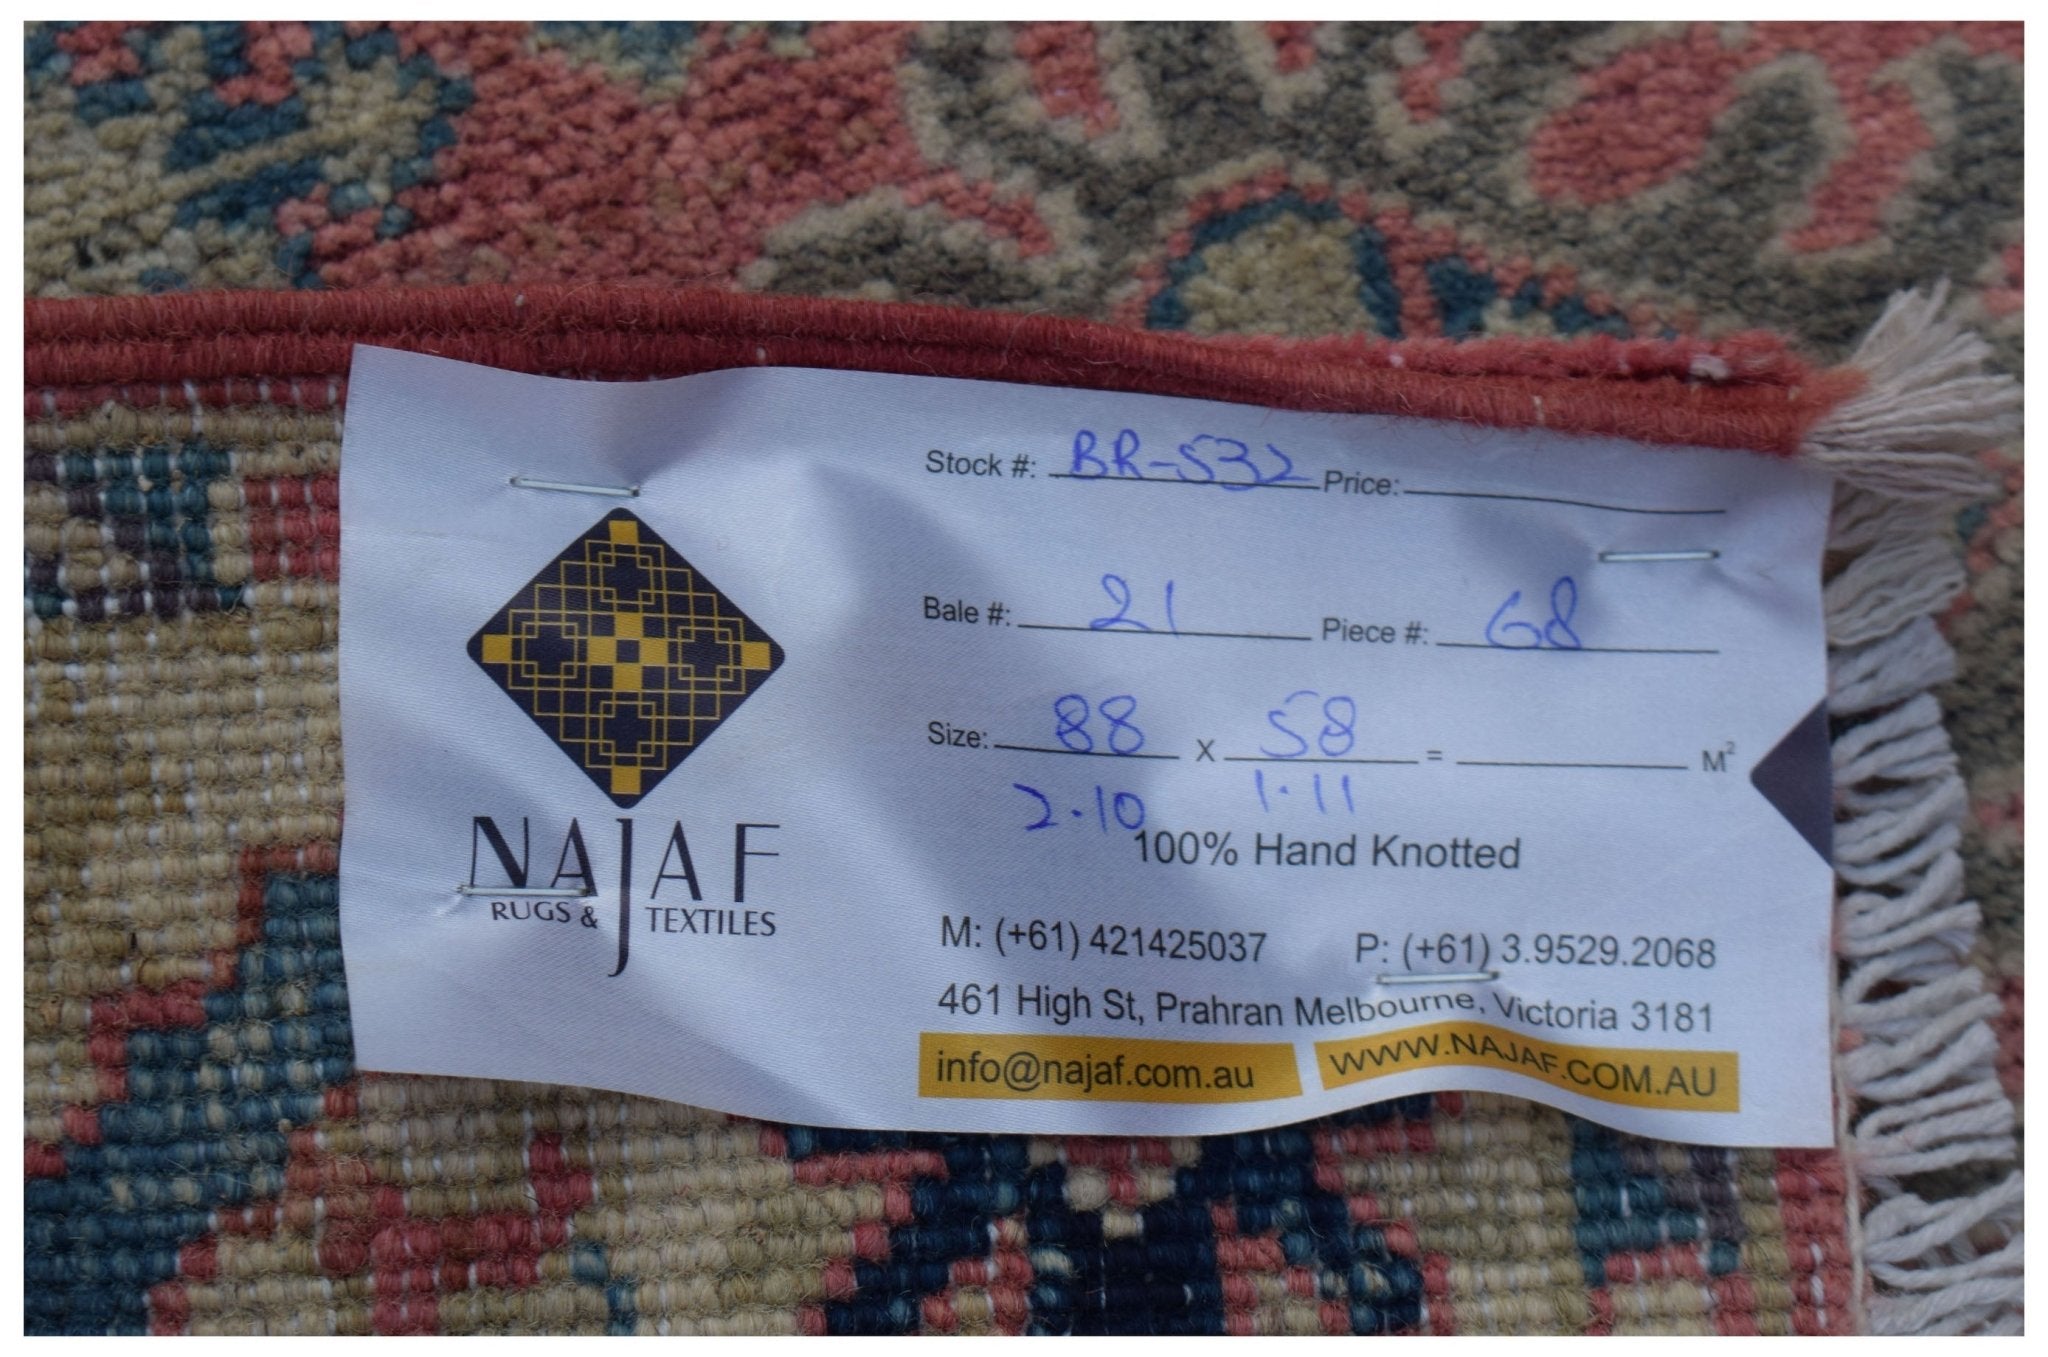 Stock #: BR-532 Price:
Bale #: 21 Piece #: 68
Size: 88 X 58 = M²
2.10 1.11
100% Hand Knotted
NAJAF
RUGS & TEXTILES
M: (+61) 421425037 P: (+61) 3.9529.2068
461 High St, Prahran Melbourne, Victoria 3181
info@najaf.com.au WWW.NAJAF.COM.AU